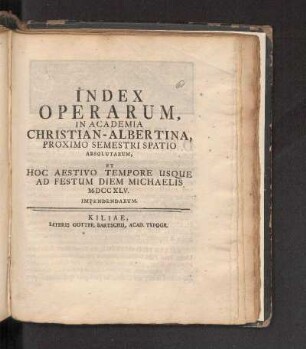 INDEX
OPERARUM,
IN ACADEMIA
CHRISTIAN-ALBERTINA,
PROXIMO SEMESTRI SPATIO
ABSOLUTARUM,
ET
HOC AESTIVO TEMPORE USQUE
AD FESTUM DIEM MICHAELIS
MDCCXLV.
IMPENDENDARUM.
KILIAE,
LITERIS GOTTFR. BARTSCHII, ACAD. TYPOGR.